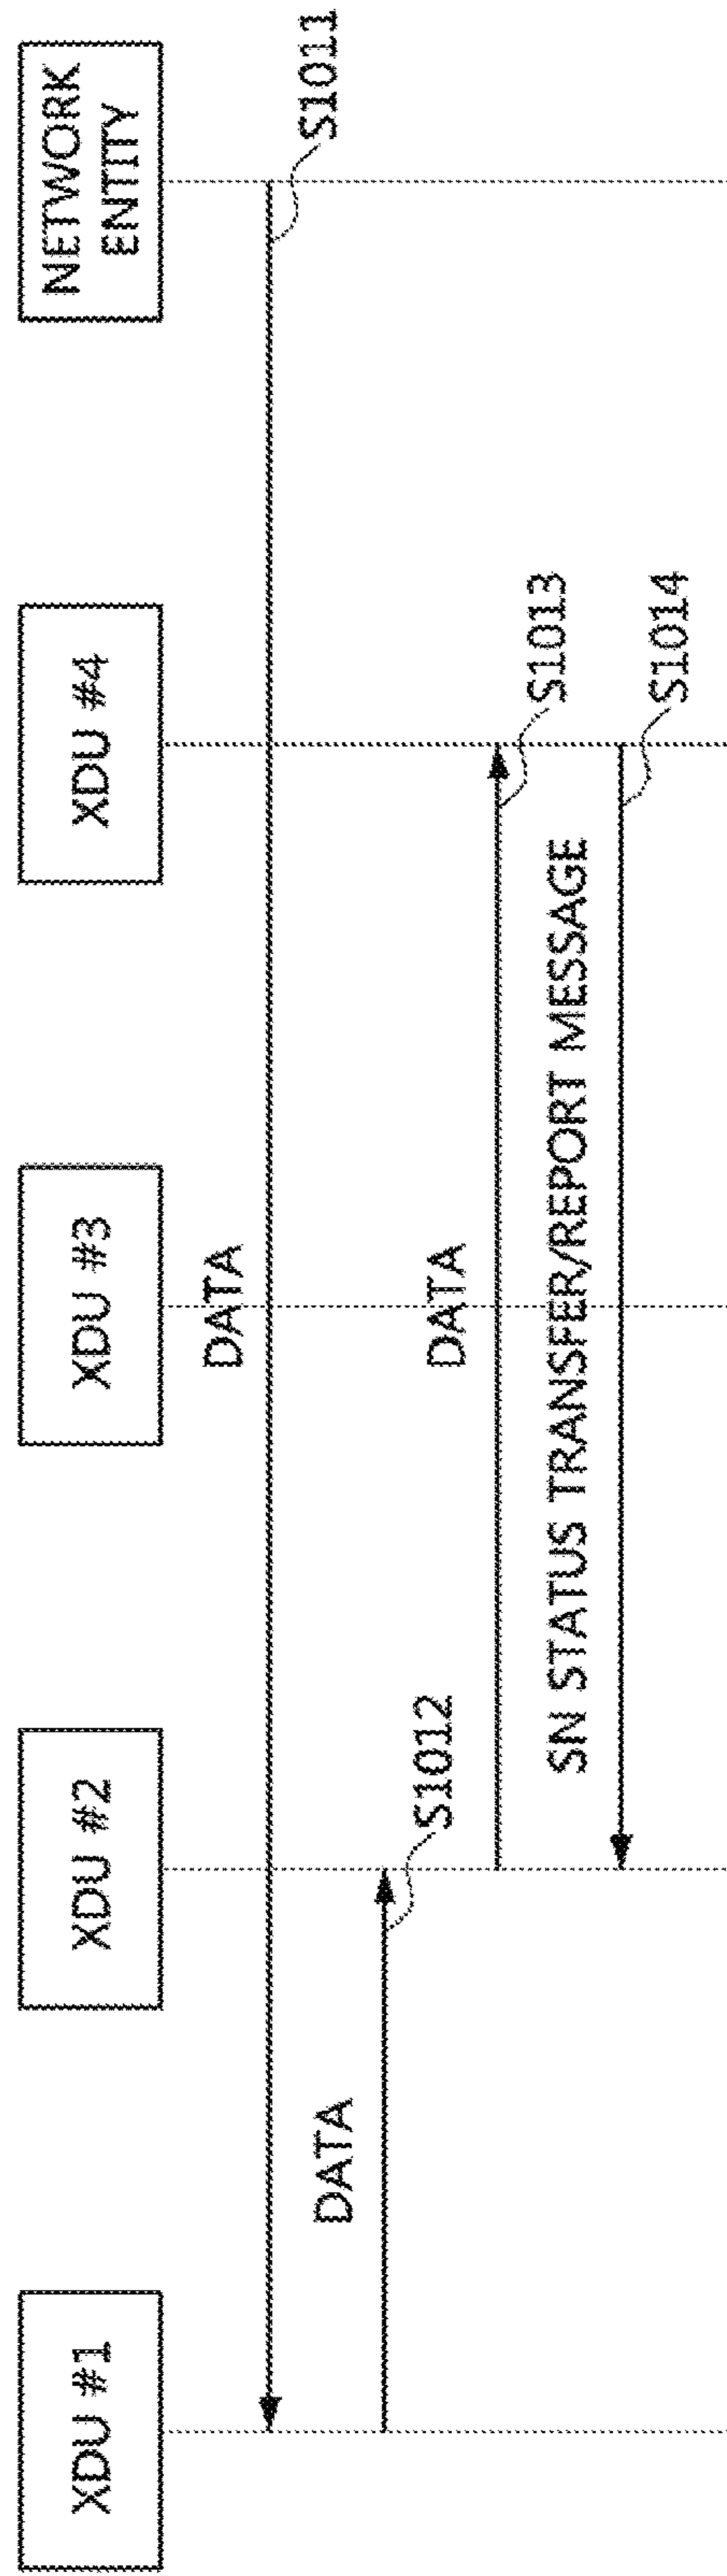 XDU #1
XDU #2
XDU #3
XDU #4
NETWORK
ENTITY
DATA
S1011
DATA
S1012
DATA
S1013
SN STATUS TRANSFER/REPORT MESSAGE
S1014